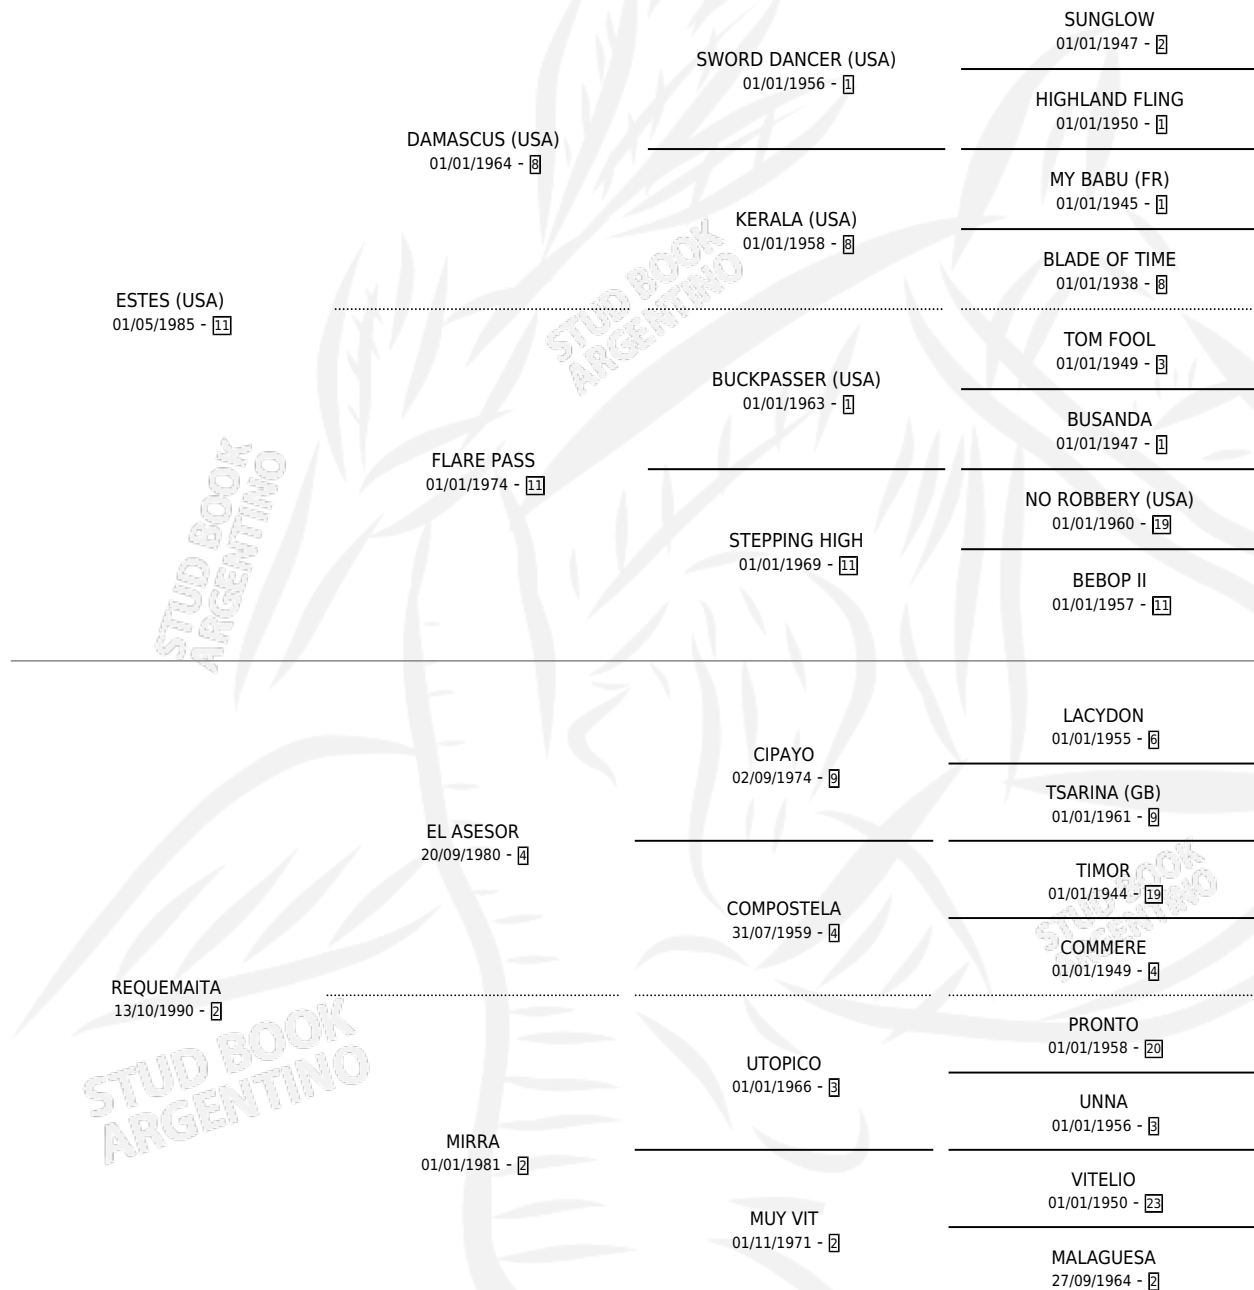 SUNGLOW
01/01/1947 - 2
SWORD DANCER (USA)
01/01/1956 - 1
HIGHLAND FLING
01/01/1950 - 1
DAMASCUS (USA)
01/01/1964 - 8
MY BABU (FR)
01/01/1945 - 1
KERALA (USA)
01/01/1958 - 8
BLADE OF TIME
01/01/1938 - 8
ESTES (USA)
01/05/1985 - 11
TOM FOOL
01/01/1949 - 3
BUCKPASSER (USA)
01/01/1963 - 1
BUSANDA
01/01/1947 - 1
FLARE PASS
01/01/1974 - 11
NO ROBBERY (USA)
01/01/1960 - 19
STEPPING HIGH
01/01/1969 - 11
BEBOP II
01/01/1957 - 11
LACYDON
01/01/1955 - 6
CIPAYO
02/09/1974 - 9
TSARINA (GB)
01/01/1961 - 9
EL ASESOR
20/09/1980 - 4
TIMOR
01/01/1944 - 19
COMPOSTELA
31/07/1959 - 4
COMMERE
01/01/1949 - 4
REQUEMAITA
13/10/1990 - 2
PRONTO
01/01/1958 - 20
UTOPICO
01/01/1966 - 3
UNNA
01/01/1956 - 3
MIRRA
01/01/1981 - 2
VITELIO
01/01/1950 - 23
MUY VIT
01/11/1971 - 2
MALAGUESA
27/09/1964 - 2
STUD BOOK
ARGENTINO
STUD BOOK
ARGENTINO
STUD BOOK
ARGENTINO
STUD BOOK
ARGENTINO